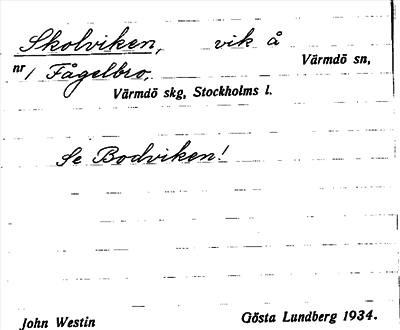 Skolviken, vik å
Värmdö sn,
nr 1 Fågelbro.
Värmdö skg, Stockholms l.
Se Bodviken!
John Westin
Gösta Lundberg 1934.